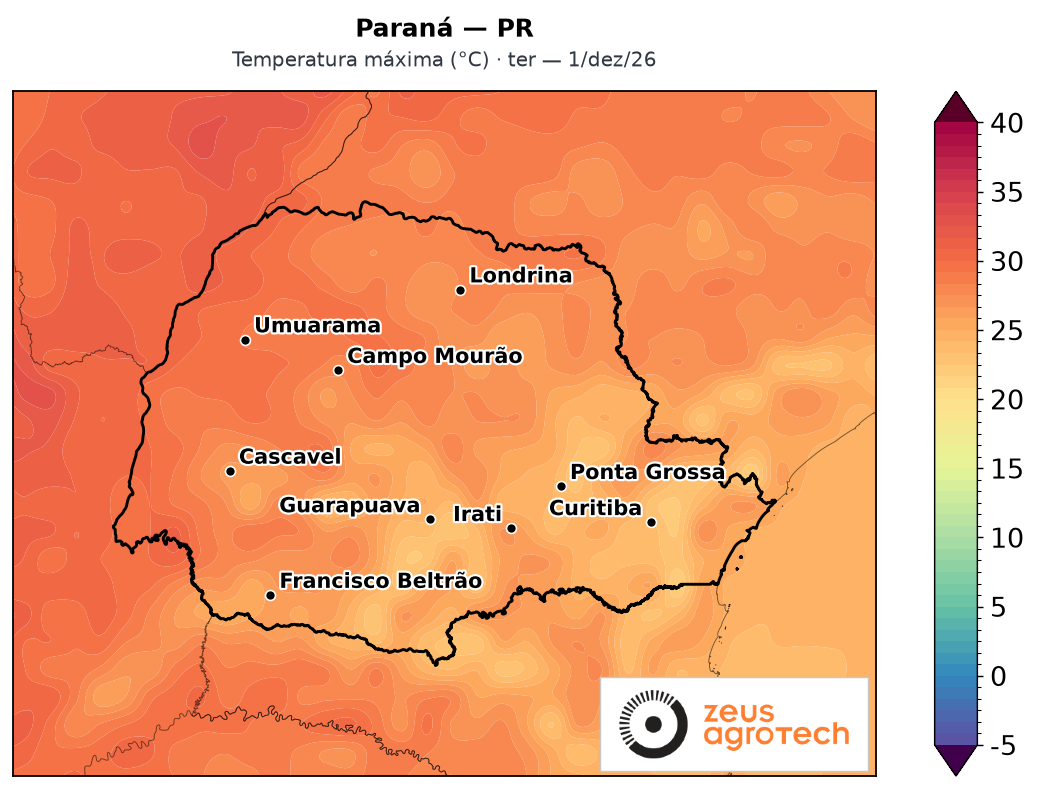 Paraná — PR
Temperatura máxima (°C) · ter — 1/dez/26
40
35
30
25
20
15
10
5
0
-5
Londrina
Umuarama
Campo Mourão
Cascavel
Ponta Grossa
Guarapuava
Irati
Curitiba
Francisco Beltrão
zeus
agrotech